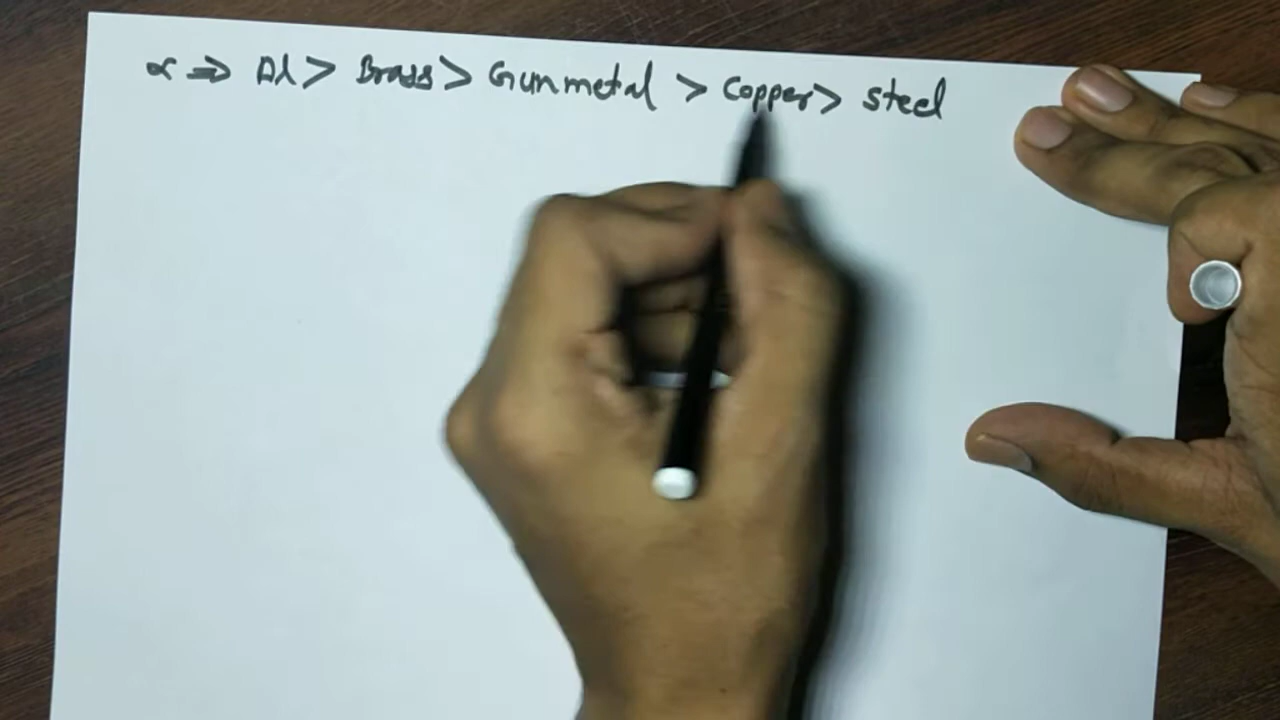 α ⇒ Al > Brass > Gunmetal > Copper > steel